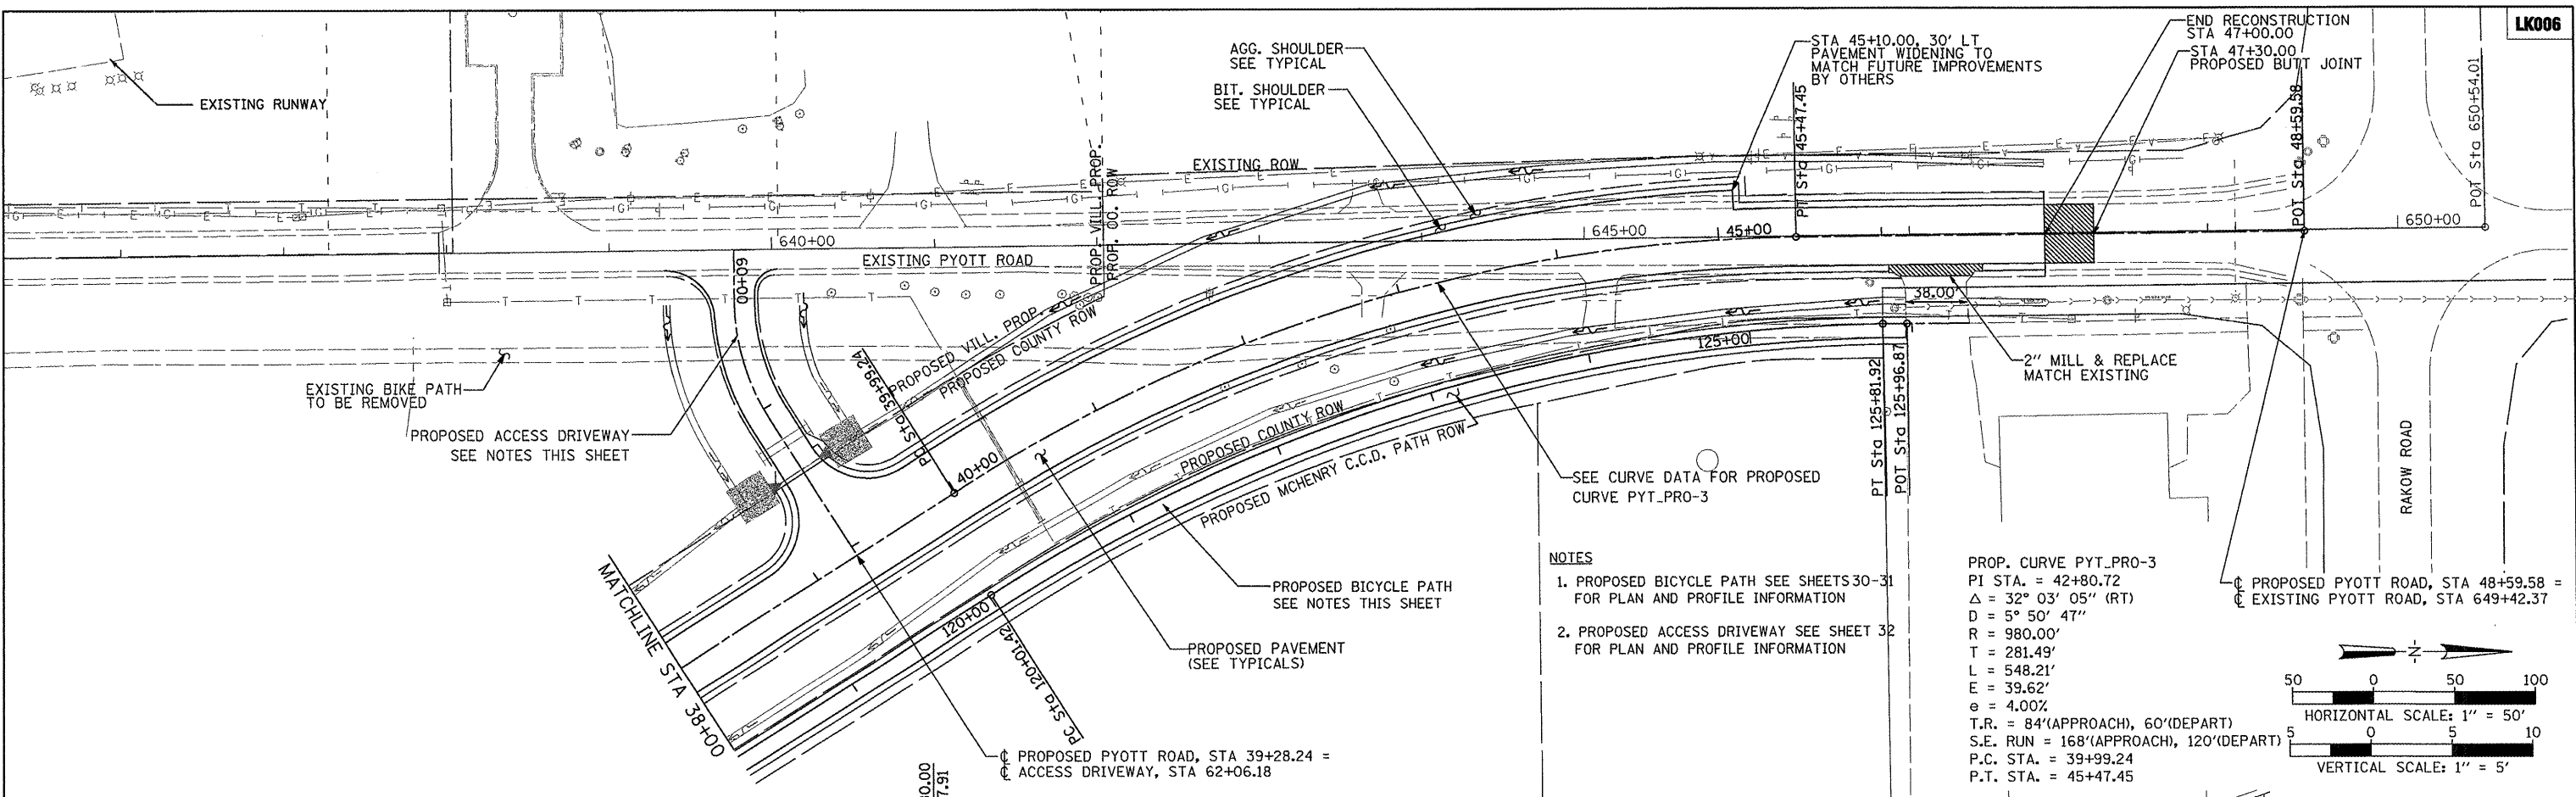 LK006
END RECONSTRUCTION
STA 47+00.00
STA 47+30.00
PROPOSED BUTT JOINT
STA 45+10.00, 30' LT
PAVEMENT WIDENING TO
MATCH FUTURE IMPROVEMENTS
BY OTHERS
AGG. SHOULDER
SEE TYPICAL
BIT. SHOULDER
SEE TYPICAL
EXISTING RUNWAY
PT Sta 45+47.45
POT Sta 48+59.58
POT Sta 650+54.01
EXISTING ROW
PROP. VILL. PROP.
PROP. CO. ROW
640+00
645+00
45+00
650+00
EXISTING PYOTT ROAD
60+00
38.00'
PROPOSED VILL. PROP.
PROPOSED COUNTY ROW
PC Sta 39+99.24
40+00
EXISTING BIKE PATH
TO BE REMOVED
PROPOSED ACCESS DRIVEWAY
SEE NOTES THIS SHEET
125+00
PT Sta 125+81.92
POT Sta 125+96.87
2" MILL & REPLACE
MATCH EXISTING
RAKOW ROAD
PROPOSED COUNTY ROW
PROPOSED MCHENRY C.C.D. PATH ROW
SEE CURVE DATA FOR PROPOSED
CURVE PYT_PRO-3
MATCHLINE STA 38+00
120+00
PC Sta 120+01.42
PROPOSED BICYCLE PATH
SEE NOTES THIS SHEET
PROPOSED PAVEMENT
(SEE TYPICALS)
℄ PROPOSED PYOTT ROAD, STA 39+28.24 =
℄ ACCESS DRIVEWAY, STA 62+06.18
NOTES
1. PROPOSED BICYCLE PATH SEE SHEETS 30-31
FOR PLAN AND PROFILE INFORMATION
2. PROPOSED ACCESS DRIVEWAY SEE SHEET 32
FOR PLAN AND PROFILE INFORMATION
PROP. CURVE PYT_PRO-3
PI STA. = 42+80.72
Δ = 32° 03' 05" (RT)
D = 5° 50' 47"
R = 980.00'
T = 281.49'
L = 548.21'
E = 39.62'
e = 4.00%
T.R. = 84'(APPROACH), 60'(DEPART)
S.E. RUN = 168'(APPROACH), 120'(DEPART)
P.C. STA. = 39+99.24
P.T. STA. = 45+47.45
℄ PROPOSED PYOTT ROAD, STA 48+59.58 =
℄ EXISTING PYOTT ROAD, STA 649+42.37
N
50 0 50 100
HORIZONTAL SCALE: 1" = 50'
5 0 5 10
VERTICAL SCALE: 1" = 5'